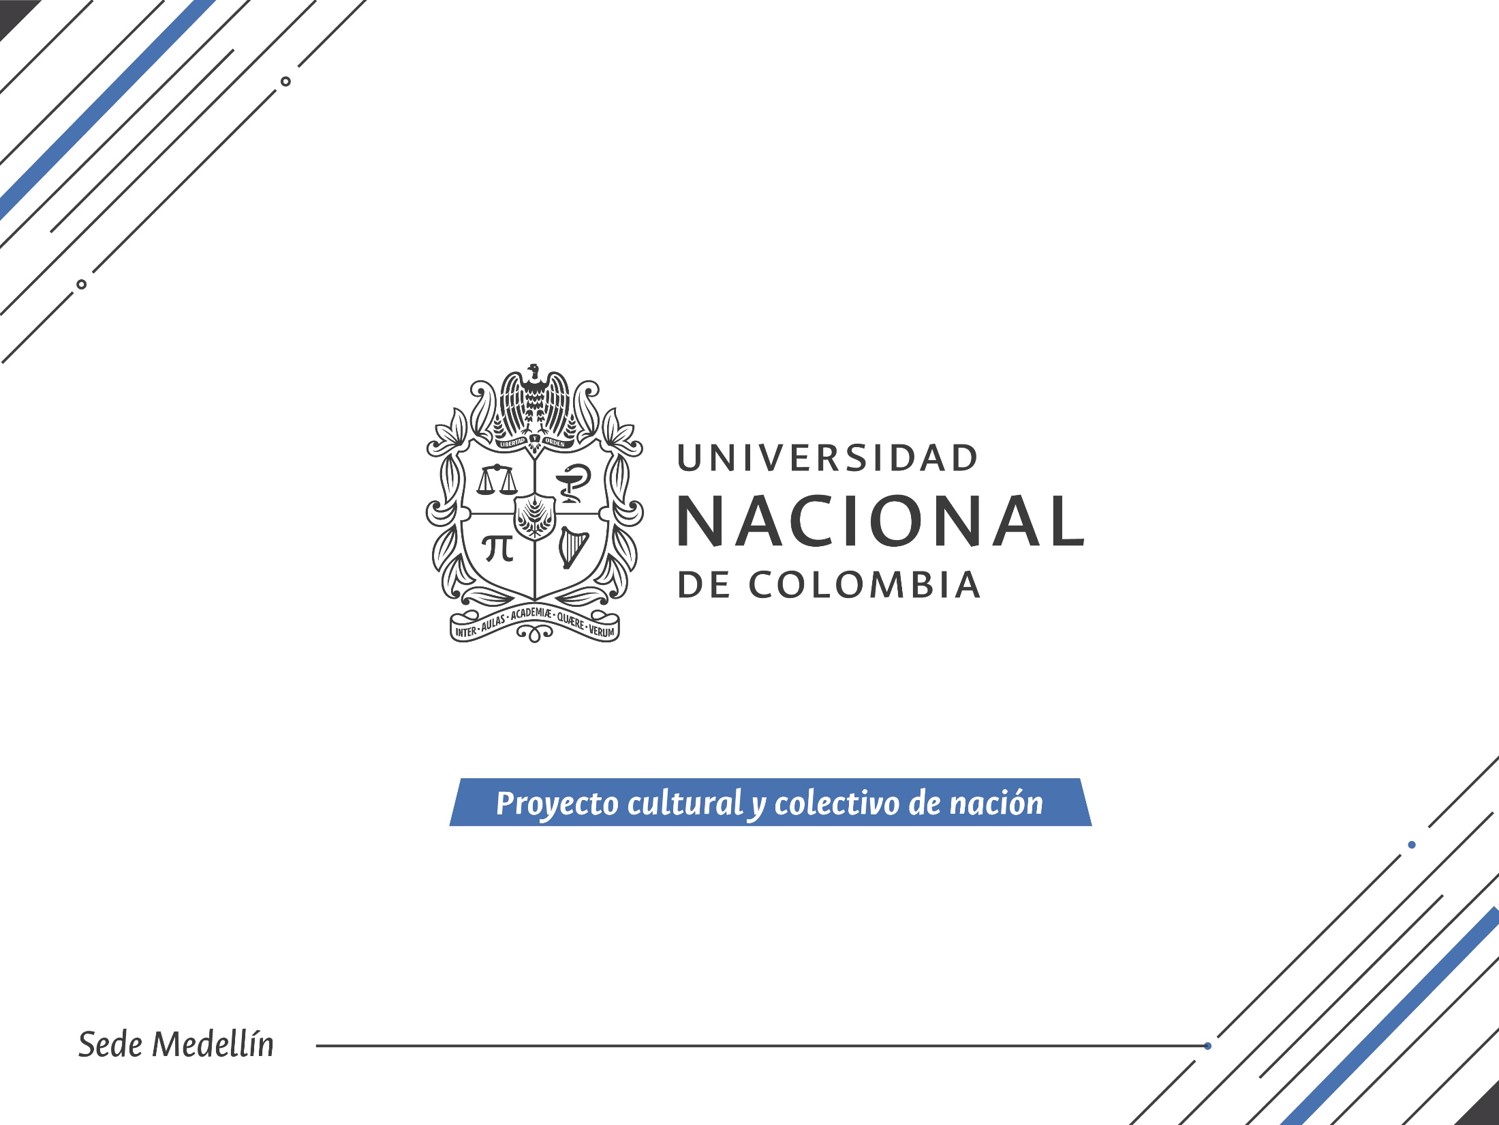 LIBERTAD Y ORDEN
UNIVERSIDAD
NACIONAL
DE COLOMBIA
π
INTER · AULAS · ACADEMIÆ · QUÆRE · VERUM
Proyecto cultural y colectivo de nación
Sede Medellín